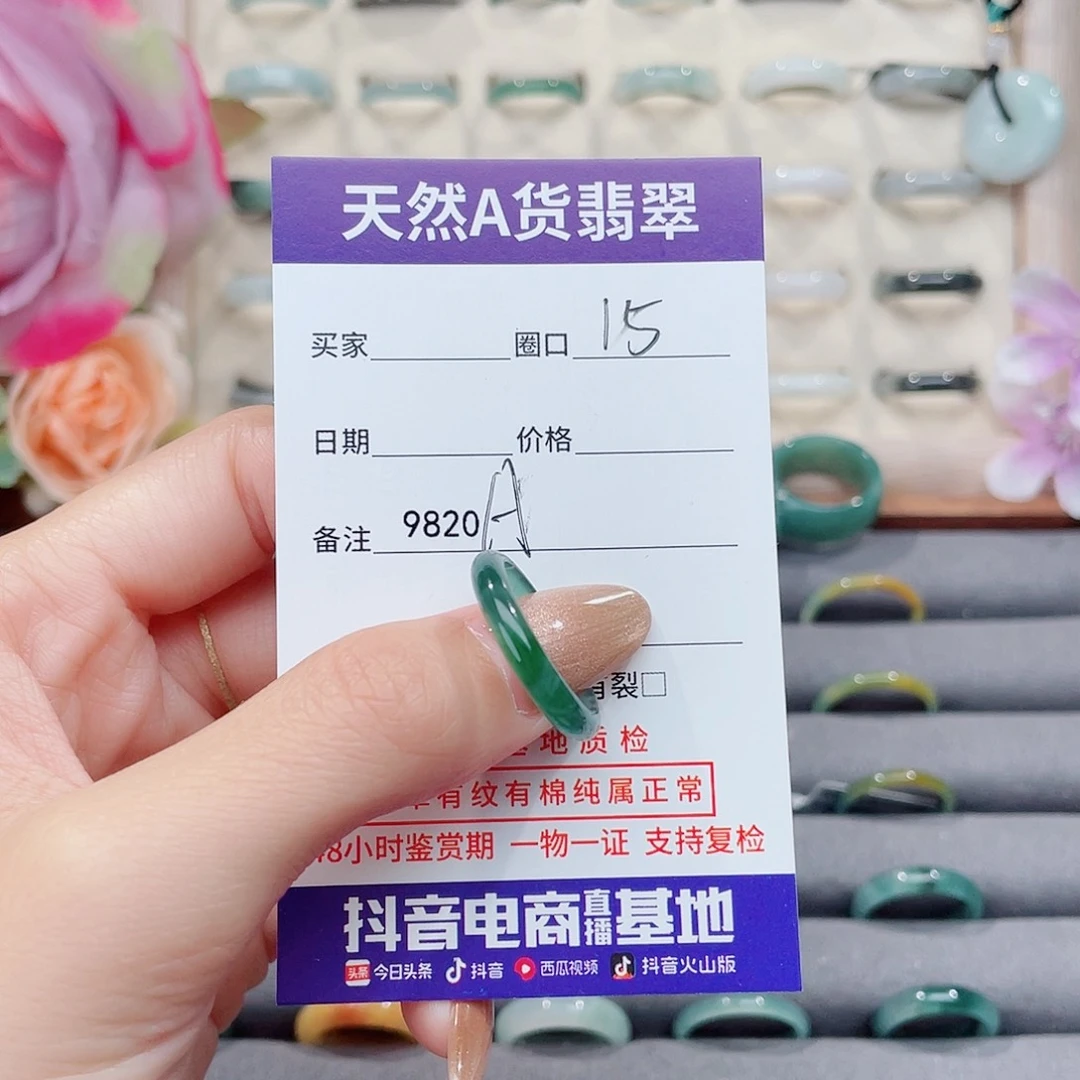 天然A货翡翠
买家 圈口 15
日期 价格
备注 9820 A
有裂□
地质检
有纹有棉纯属正常
48小时鉴赏期 一物一证 支持复检
抖音电商直播基地
头条 今日头条 抖音 西瓜视频 抖音火山版